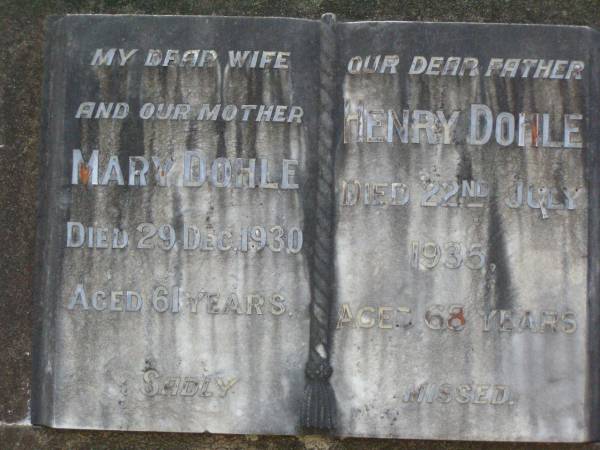 MY DEAR WIFE
AND OUR MOTHER
MARY DOHLE
DIED 29 DEC. 1930
AGED 61 YEARS.
SADLY
OUR DEAR FATHER
HENRY DOHLE
DIED 22ND JULY
1935.
AGED 68 YEARS
MISSED.